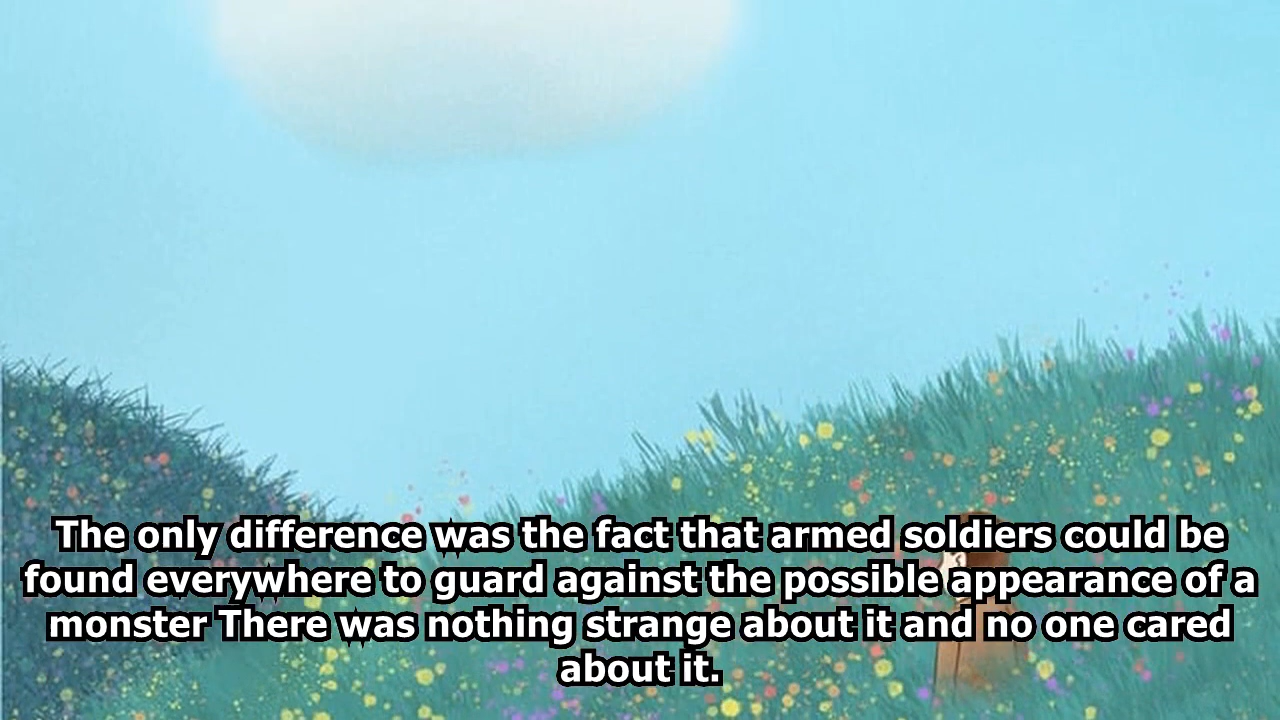 The only difference was the fact that armed soldiers could be
found everywhere to guard against the possible appearance of a
monster There was nothing strange about it and no one cared
about it.